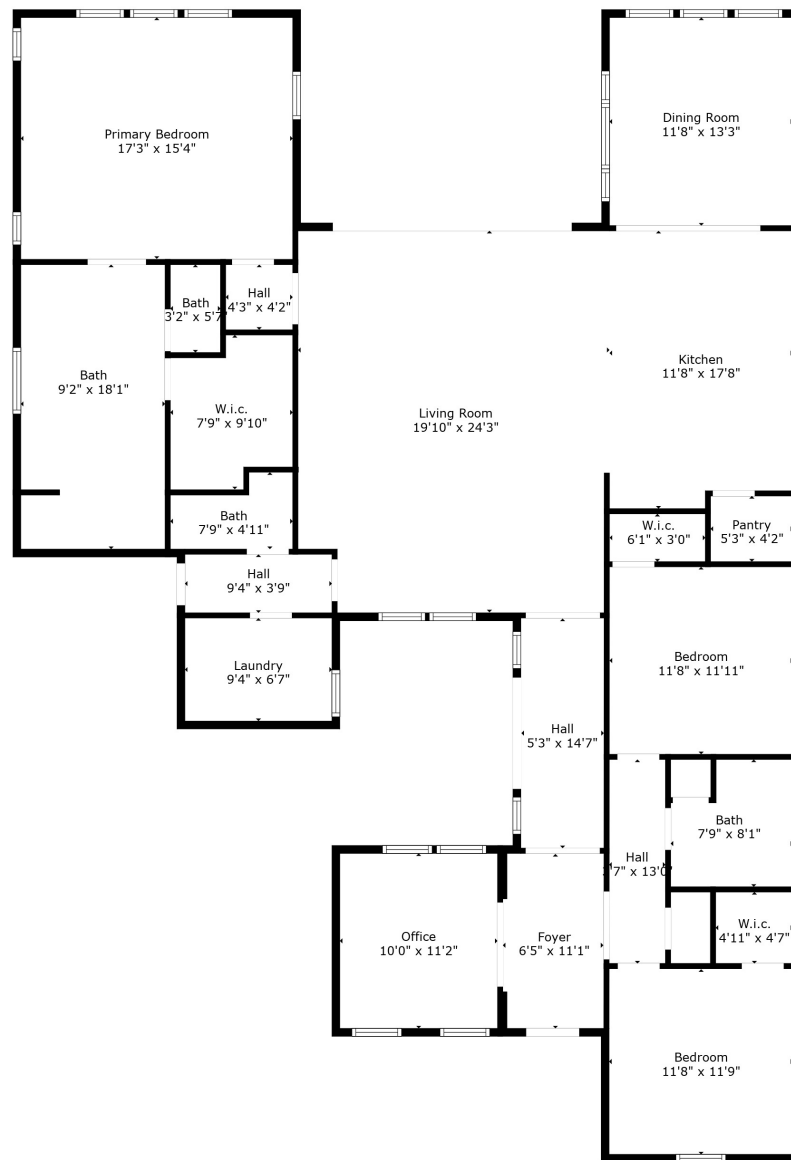 Dining Room
11'8" x 13'3"
Primary Bedroom
17'3" x 15'4"
Hall
4'3" x 4'2"
Bath
3'2" x 5'7"
Kitchen
11'8" x 17'8"
Bath
9'2" x 18'1"
W.i.c.
7'9" x 9'10"
Living Room
19'10" x 24'3"
Bath
7'9" x 4'11"
W.i.c.
6'1" x 3'0"
Pantry
5'3" x 4'2"
Hall
9'4" x 3'9"
Laundry
9'4" x 6'7"
Bedroom
11'8" x 11'11"
Hall
5'3" x 14'7"
Bath
7'9" x 8'1"
Hall
7" x 13'0"
W.i.c.
4'11" x 4'7"
Office
10'0" x 11'2"
Foyer
6'5" x 11'1"
Bedroom
11'8" x 11'9"